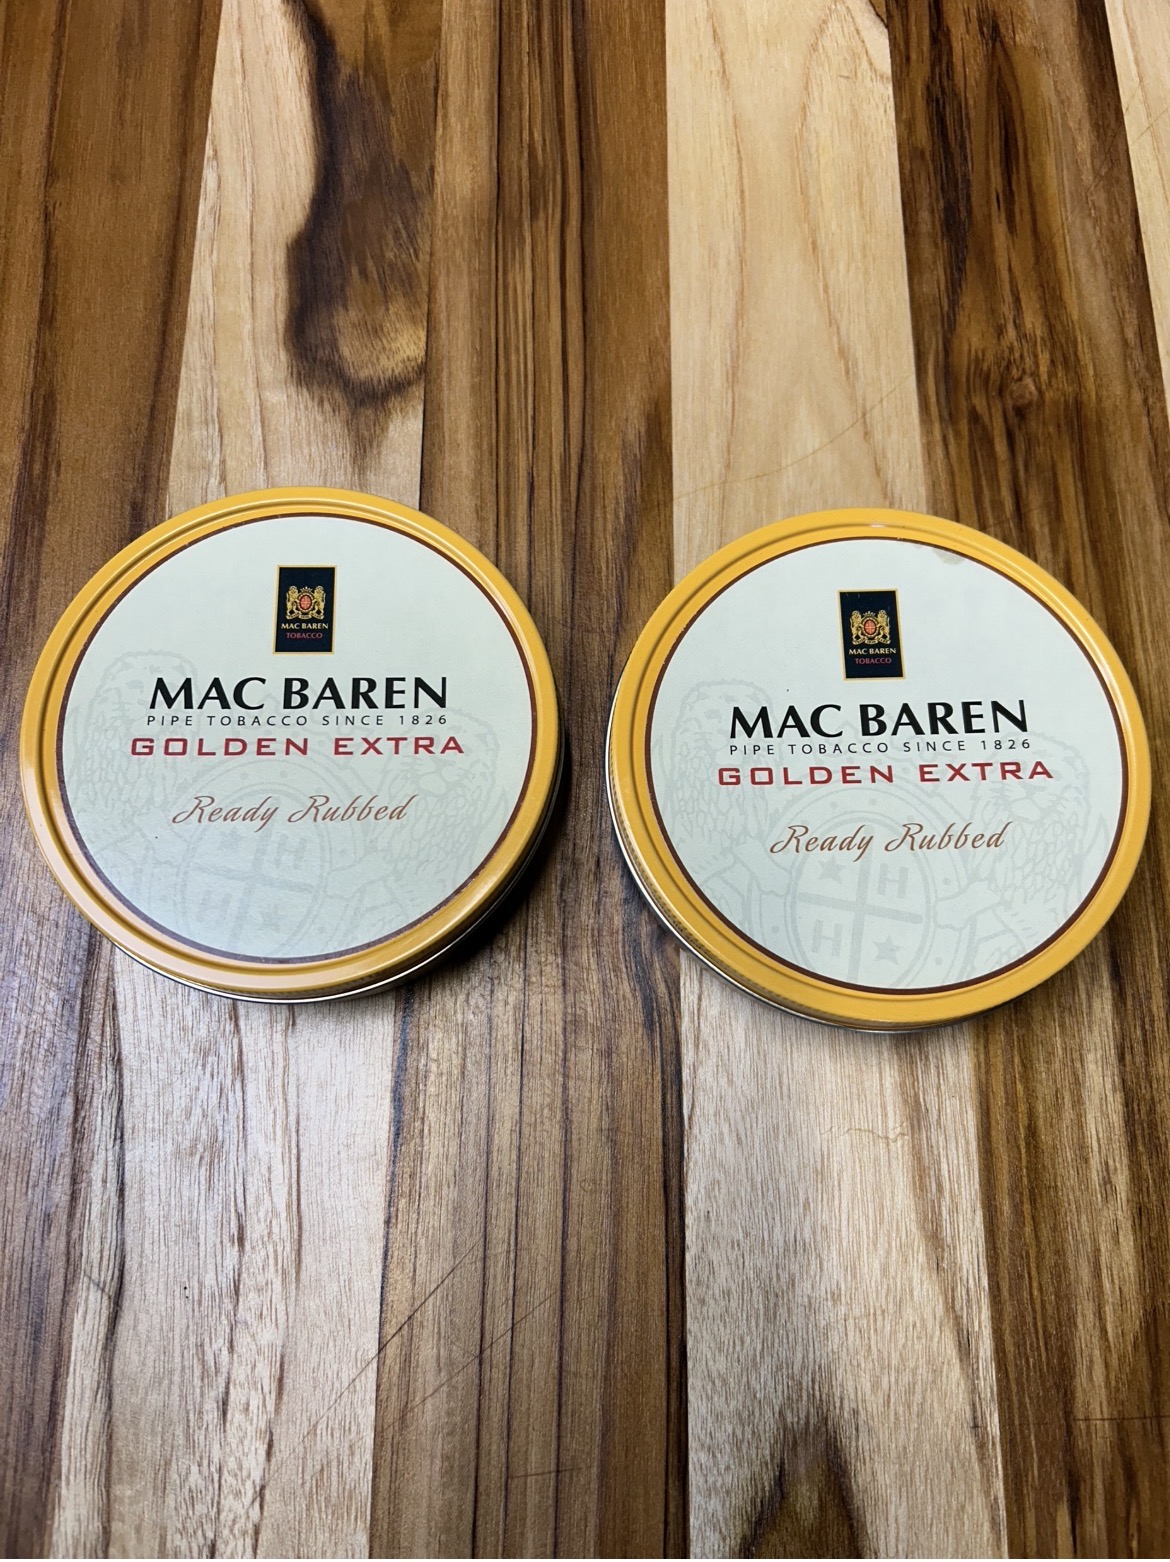 MAC BAREN
TOBACCO
MAC BAREN
PIPE TOBACCO SINCE 1826
GOLDEN EXTRA
Ready Rubbed
MAC BAREN
TOBACCO
MAC BAREN
PIPE TOBACCO SINCE 1826
GOLDEN EXTRA
Ready Rubbed
H
H